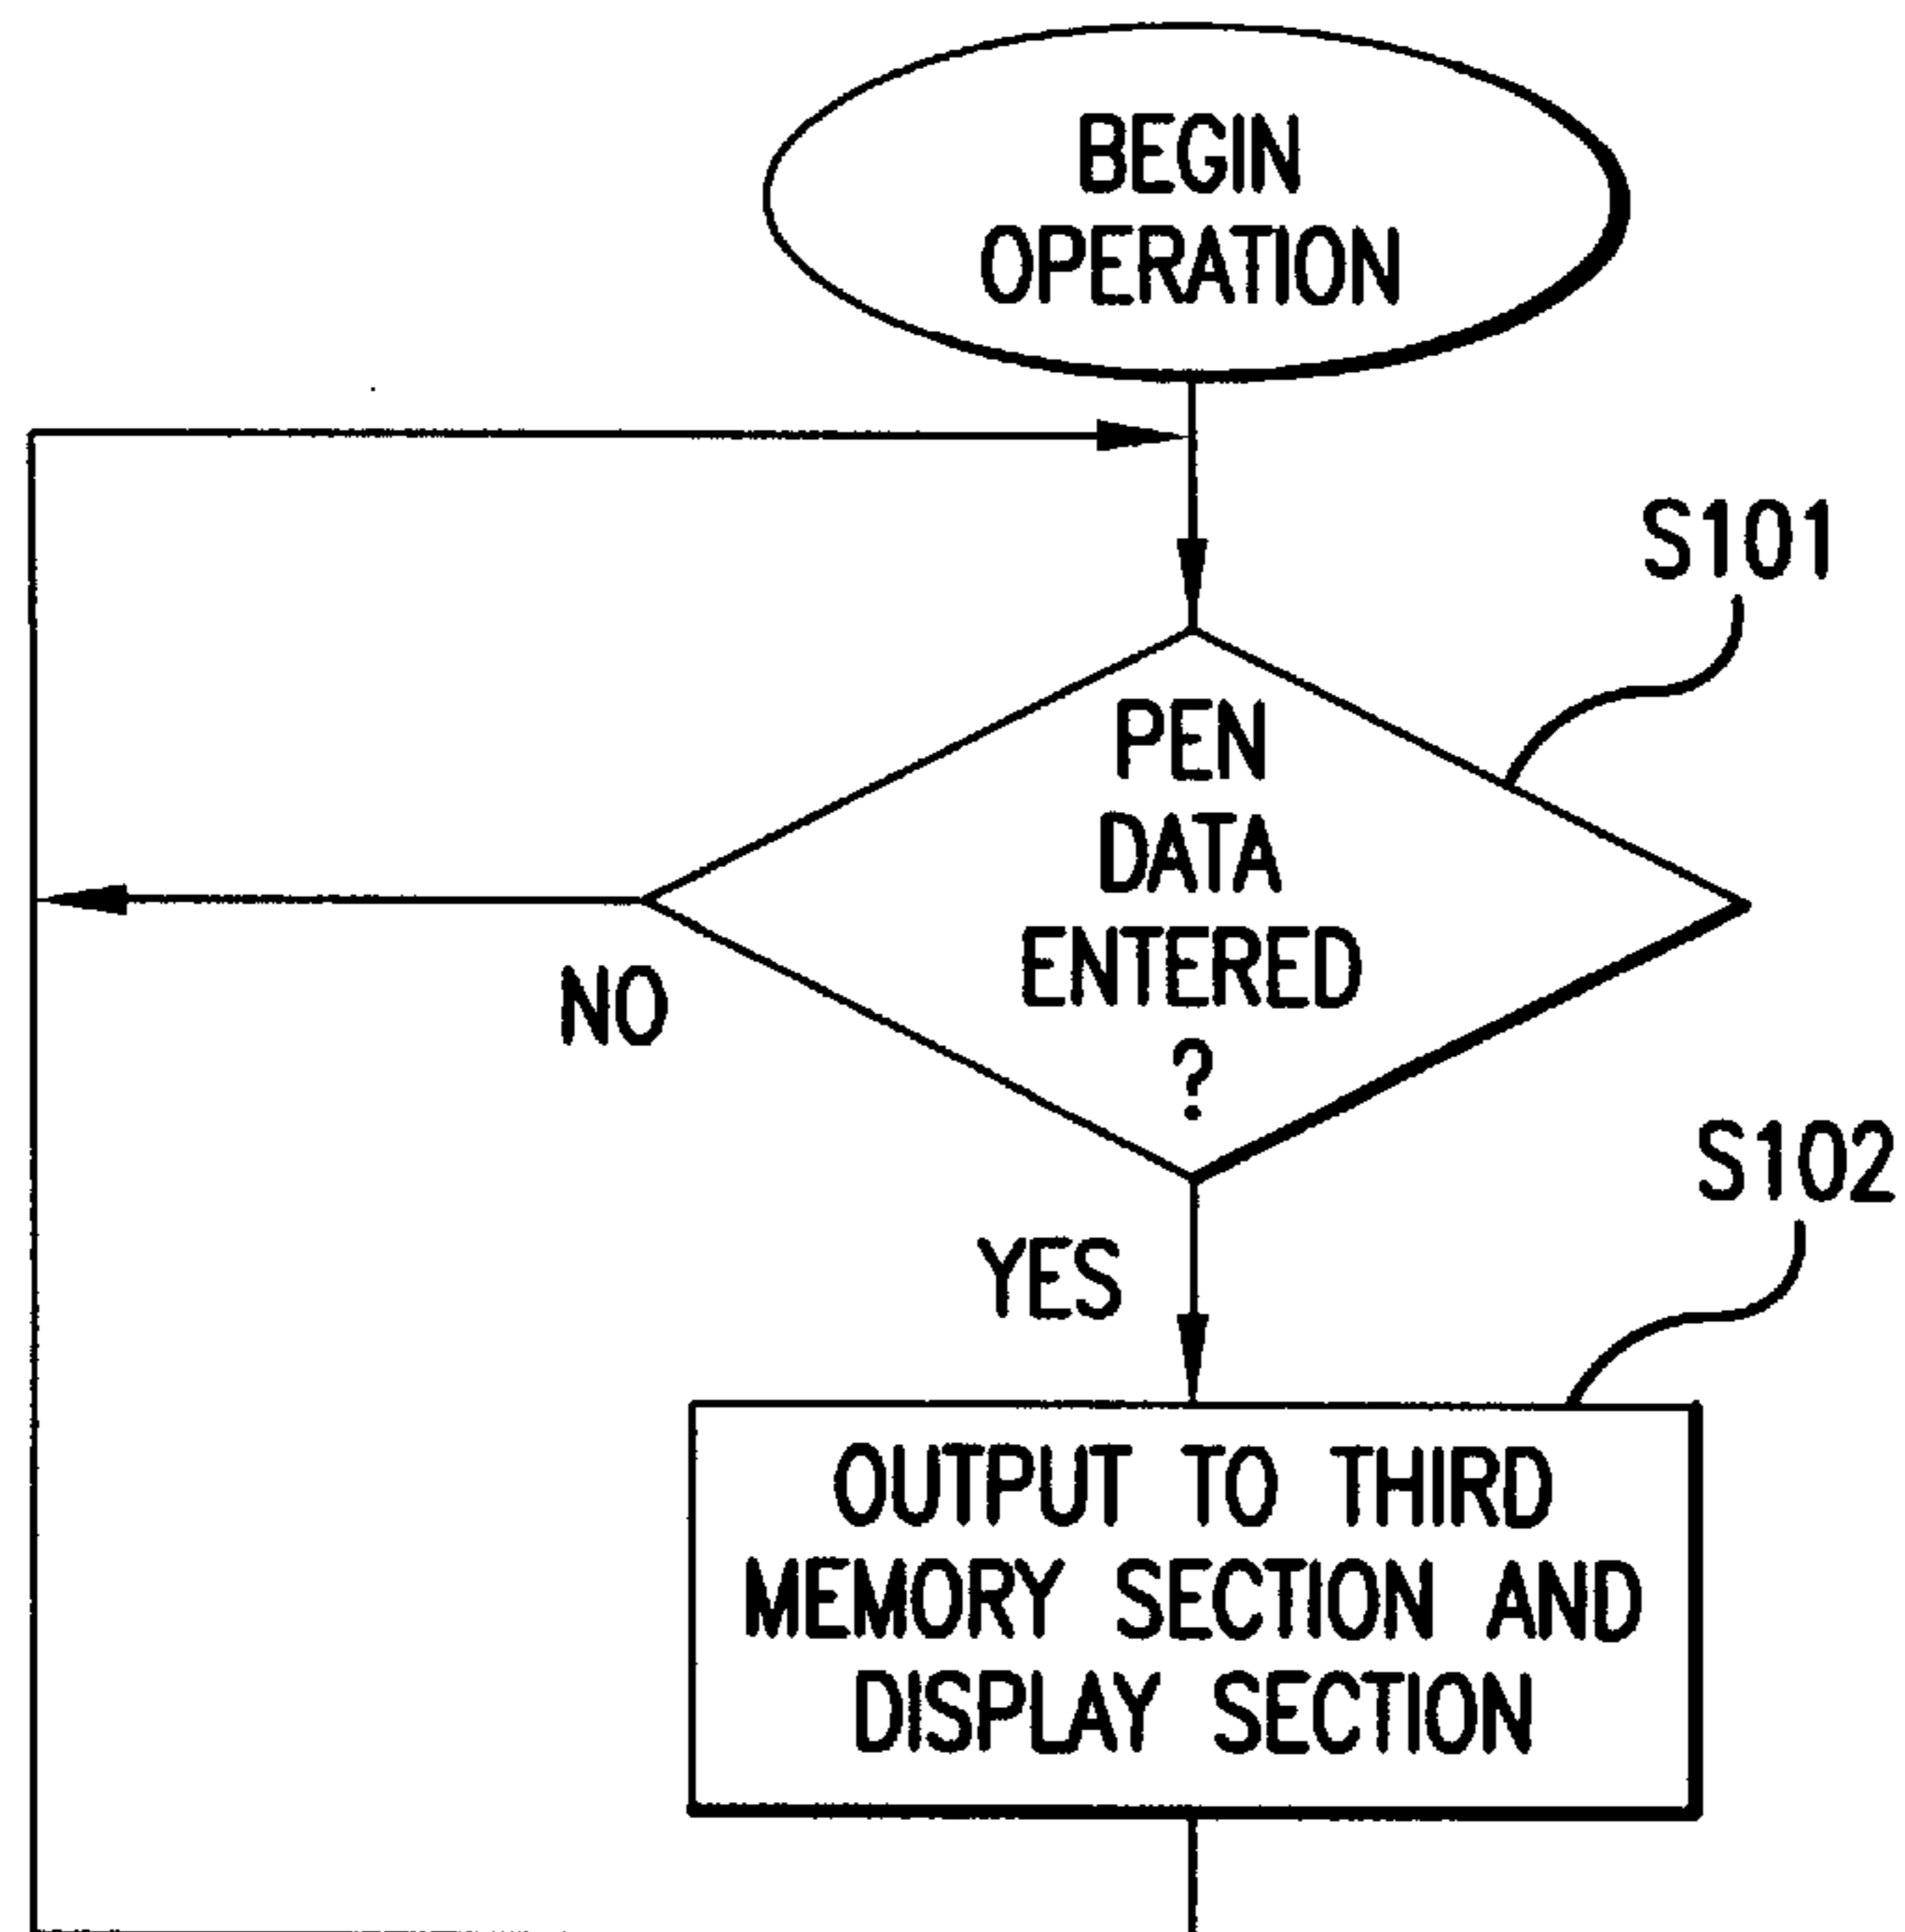 BEGIN
OPERATION
S101
PEN
DATA
ENTERED
?
NO
S102
YES
OUTPUT TO THIRD
MEMORY SECTION AND
DISPLAY SECTION